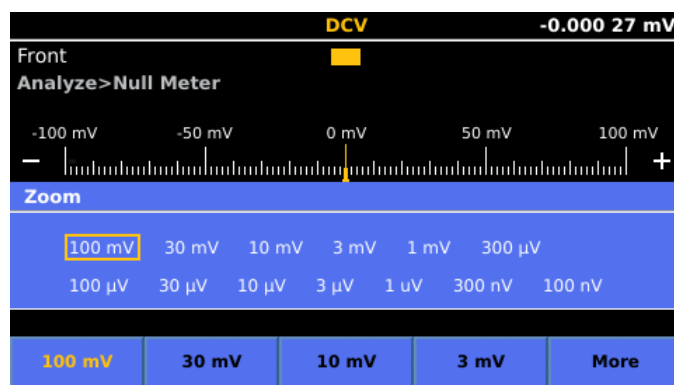 DCV -0.000 27 mV
Front
Analyze>Null Meter
-100 mV -50 mV 0 mV 50 mV 100 mV
− +
Zoom
100 mV 30 mV 10 mV 3 mV 1 mV 300 µV
100 µV 30 µV 10 µV 3 µV 1 uV 300 nV 100 nV
100 mV 30 mV 10 mV 3 mV More